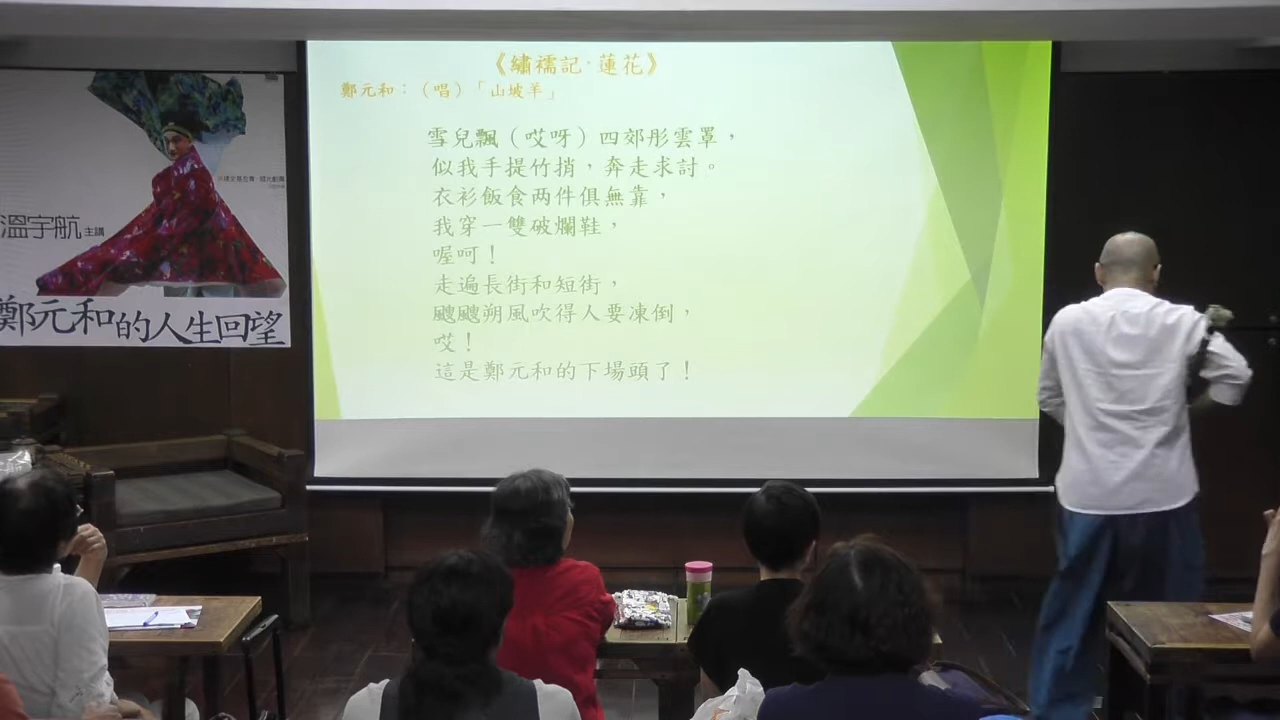 《繡襦記·蓮花》
鄭元和：（唱）「山坡羊」
雪兒飄（哎呀）四郊彤雲罩，
似我手提竹捎，奔走求討。
衣衫飯食两件俱無靠，
我穿一雙破爛鞋，
喔呵！
走遍長街和短街，
颼颼朔風吹得人要凍倒，
哎！
這是鄭元和的下場頭了！
溫宇航 主講
鄭元和的人生回望